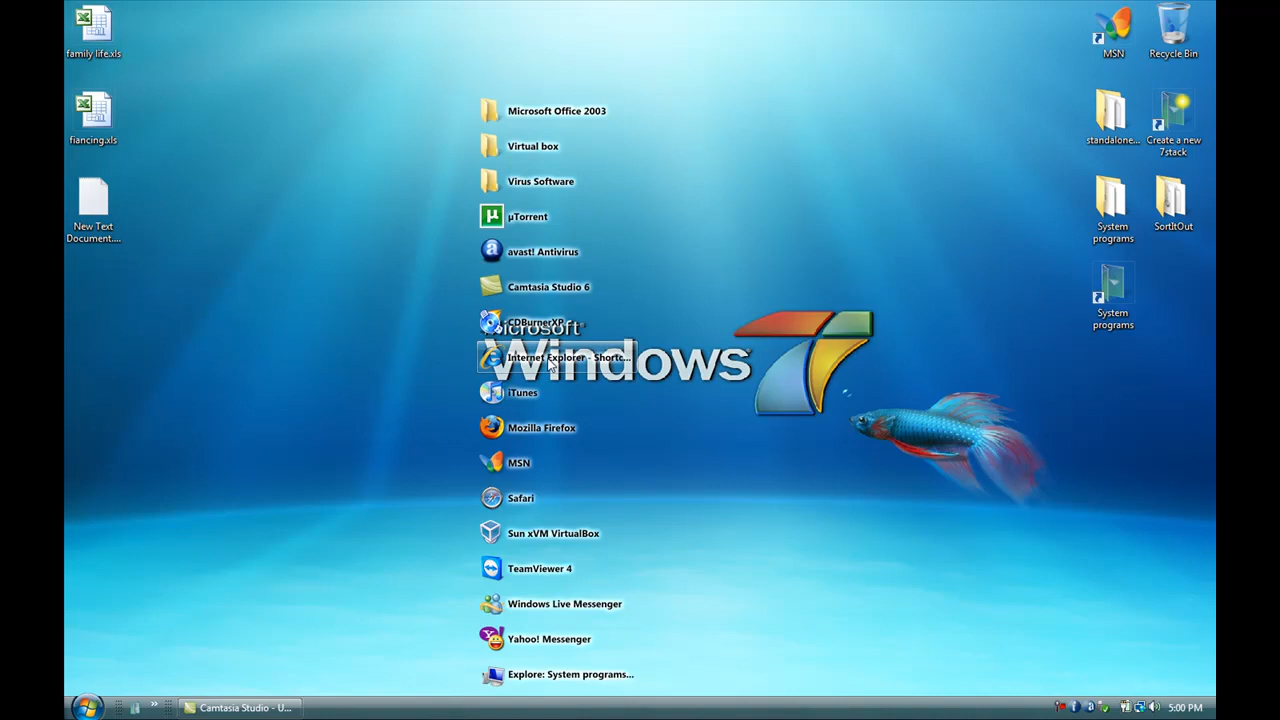 family life.xls
fiancing.xls
New Text
Document....
Microsoft Office 2003
Virtual box
Virus Software
µTorrent
avast! Antivirus
Camtasia Studio 6
CDBurnerXP
Internet Explorer - Shortc...
iTunes
Mozilla Firefox
MSN
Safari
Sun xVM VirtualBox
TeamViewer 4
Windows Live Messenger
Yahoo! Messenger
Explore: System programs...
Microsoft
Windows 7
MSN
Recycle Bin
standalone...
Create a new
7stack
System
programs
SortItOut
System
programs
Camtasia Studio - U...
5:00 PM